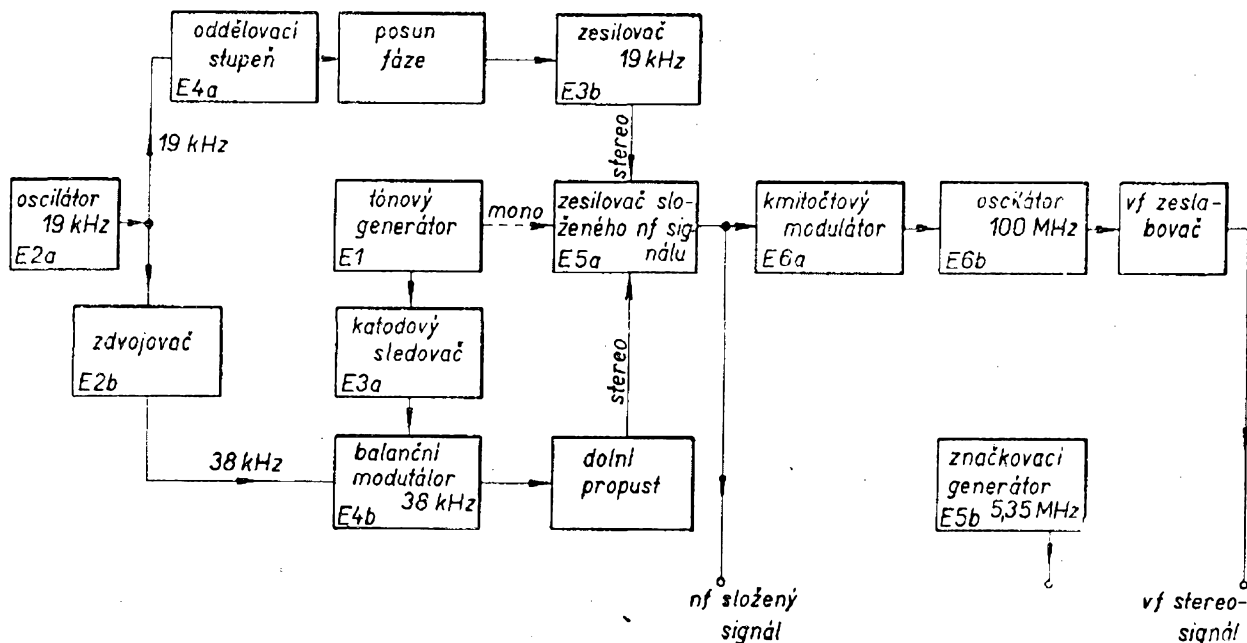 oddělovací
stupeň
E4a
posun
fáze
zesilovač
19 kHz
E3b
19 kHz
stereo
oscilátor
19 kHz
E2a
tónový
generátor
E1
mono
zesilovač slo-
ženého nf sig-
nálu
E5a
kmitočtový
modulátor
E6a
oscilátor
100 MHz
E6b
vf zesla-
bovač
zdvojovač
E2b
katodový
sledovač
E3a
stereo
38 kHz
balanční
modulátor
38 kHz
E4b
dolní
propust
značkovací
generátor
5,35 MHz
E5b
nf složený
signál
vf stereo-
signál